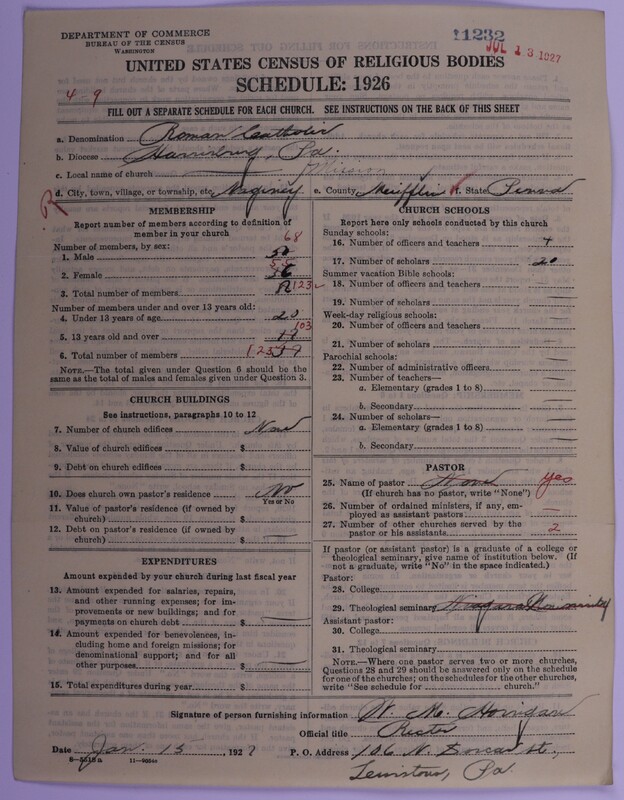 DEPARTMENT OF COMMERCE
BUREAU OF THE CENSUS
WASHINGTON
11232
JUL 13 1927
UNITED STATES CENSUS OF RELIGIOUS BODIES
SCHEDULE: 1926
4-9
FILL OUT A SEPARATE SCHEDULE FOR EACH CHURCH. SEE INSTRUCTIONS ON THE BACK OF THIS SHEET
a. Denomination Roman Catholic
b. Diocese Harrisburg, Pa.
c. Local name of church Mission
R
d. City, town, village, or township, etc. e. County Meifflin f. State Penna
MEMBERSHIP
Report number of members according to definition of
member in your church
Number of members, by sex: 68
1. Male
2. Female 55
3. Total number of members 123
Number of members under and over 13 years old:
4. Under 13 years of age 20
103
5. 13 years old and over
6. Total number of members 123
NOTE.—The total given under Question 6 should be
same as the total of males and females given under Question 3.
CHURCH BUILDINGS
See instructions, paragraphs 10 to 12
7. Number of church edifices None
8. Value of church edifices $
9. Debt on church edifices $
10. Does church own pastor's residence No
Yes or No
11. Value of pastor's residence (if owned by
church) $
12. Debt on pastor's residence (if owned by
church) $
EXPENDITURES
Amount expended by your church during last fiscal year
13. Amount expended for salaries, repairs,
and other running expenses; for im-
provements or new buildings; and for
payments on church debt $
14. Amount expended for benevolences, in-
cluding home and foreign missions; for
denominational support; and for all
other purposes $
15. Total expenditures during year $
CHURCH SCHOOLS
Report here only schools conducted by this church
Sunday schools:
16. Number of officers and teachers 4
17. Number of scholars 20
Summer vacation Bible schools:
18. Number of officers and teachers
19. Number of scholars
Week-day religious schools:
20. Number of officers and teachers
21. Number of scholars
Parochial schools:
22. Number of administrative officers
23. Number of teachers—
a. Elementary (grades 1 to 8)
b. Secondary
24. Number of scholars—
a. Elementary (grades 1 to 8)
b. Secondary
PASTOR
25. Name of pastor None yes
(If church has no pastor, write "None")
26. Number of ordained ministers, if any, em-
ployed as assistant pastors —
27. Number of other churches served by the
pastor or his assistants 2
If pastor (or assistant pastor) is a graduate of a college or
theological seminary, give name of institution below. (If
not a graduate, write "No" in the space indicated.)
Pastor:
28. College
29. Theological seminary Niagara University
Assistant pastor:
30. College
31. Theological seminary
NOTE.—Where one pastor serves two or more churches,
Questions 28 and 29 should be answered only on the schedule
for one of the churches; on the schedules for the other churches,
write "See schedule for church."
Signature of person furnishing information W. M. Horrigan
Official title Rector
Date Jan. 15, 1927 P. O. Address 106 N. Dorcas St.,
8—5515a 11—9024a
Lewistown, Pa.